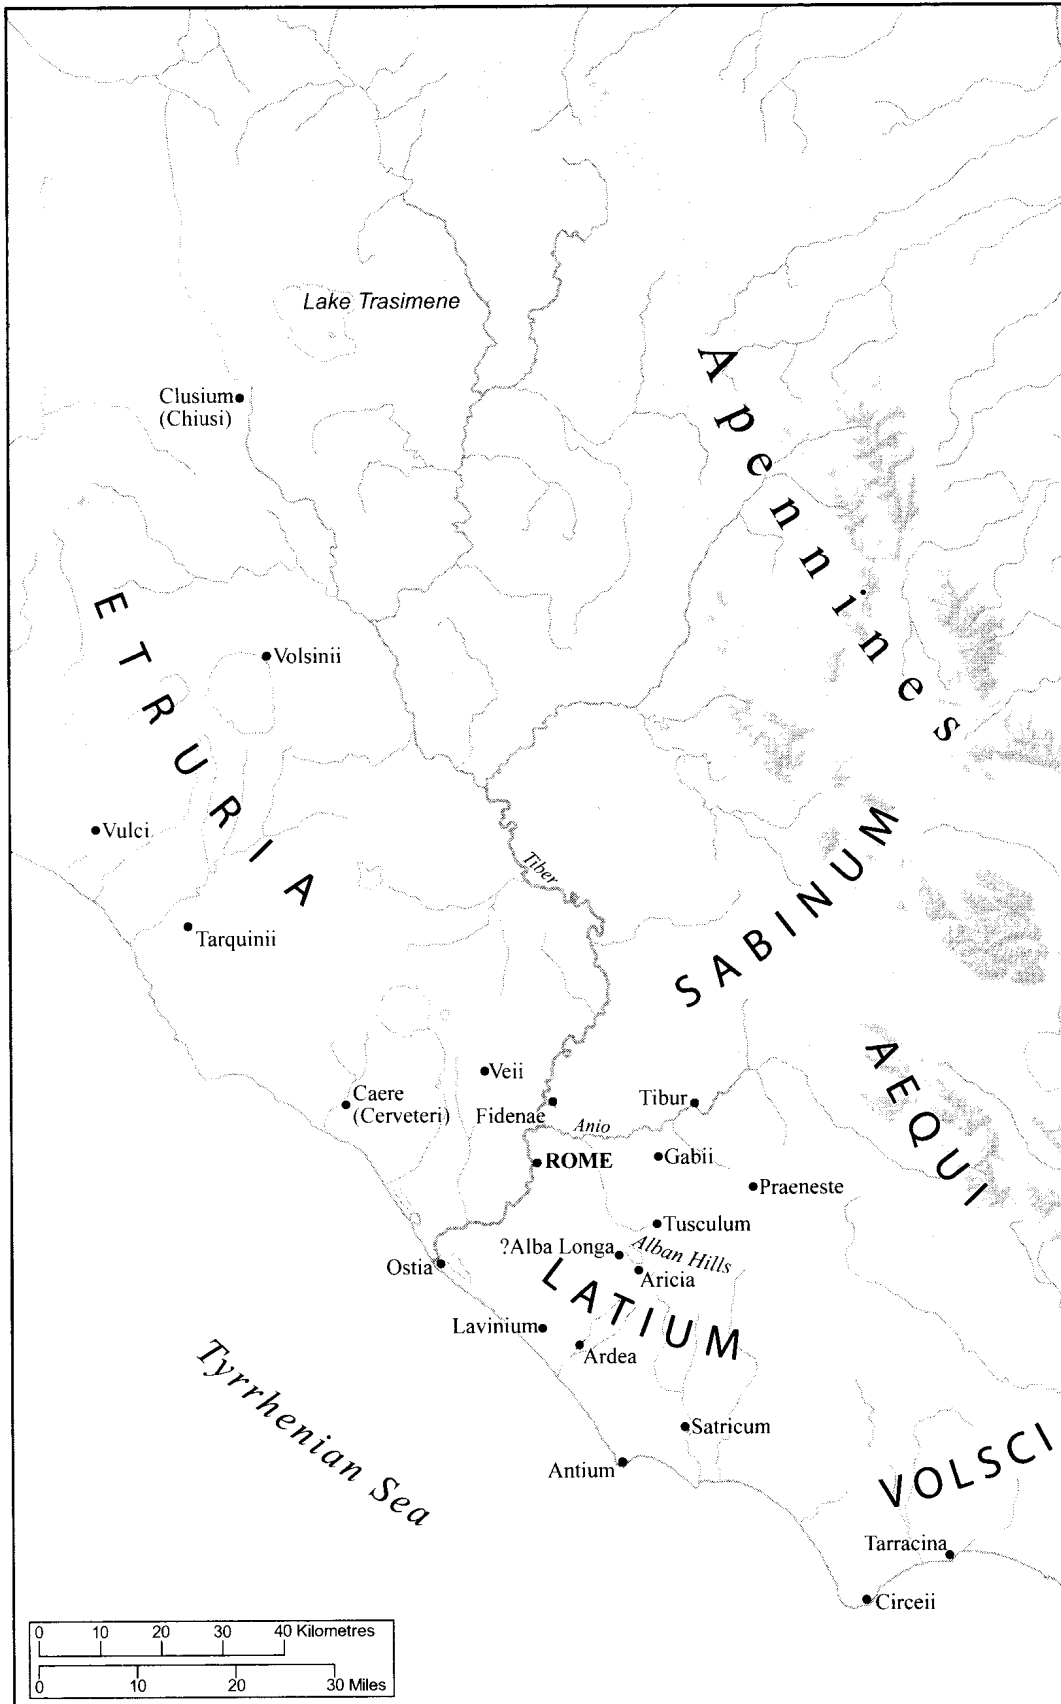 Lake Trasimene
Apennines
Clusium
(Chiusi)
ETRURIA
Volsinii
Vulci
Tiber
SABINUM
Tarquinii
AEQUI
Veii
Caere
(Cerveteri)
Fidenae
Tibur
Anio
ROME
Gabii
Praeneste
Tusculum
?Alba Longa
Alban Hills
Ostia
Aricia
LATIUM
Lavinium
Ardea
Tyrrhenian Sea
Satricum
Antium
VOLSCI
Tarracina
Circeii
0 10 20 30 40 Kilometres
0 10 20 30 Miles